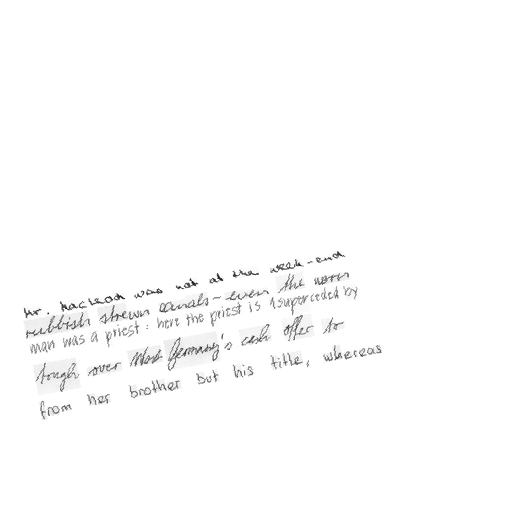 Mr. Macleod was not at the week-end
rubbish strewn canals - even the worn
man was a priest : here the priest is superceded by
tough over West Germany's cash offer to
from her brother but his title, whereas